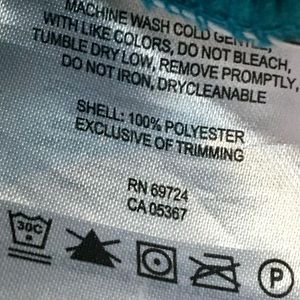 MACHINE WASH COLD GENTLE,
WITH LIKE COLORS, DO NOT BLEACH,
TUMBLE DRY LOW, REMOVE PROMPTLY,
DO NOT IRON, DRYCLEANABLE
SHELL: 100% POLYESTER
EXCLUSIVE OF TRIMMING
RN 69724
CA 05367
30C P